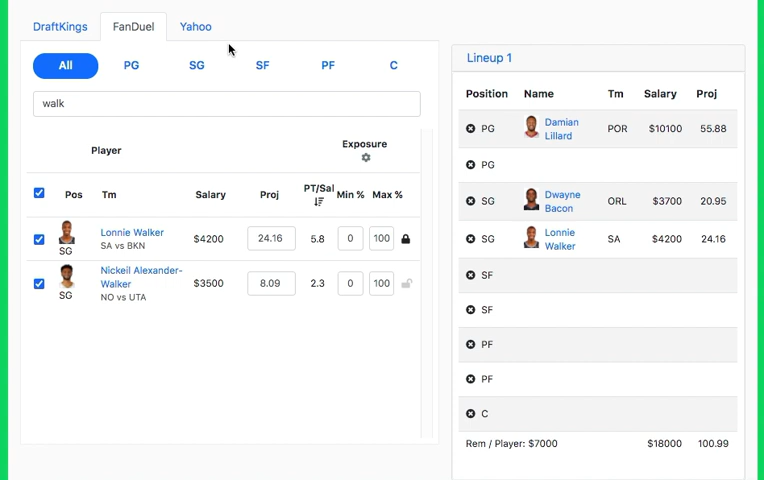 DraftKings FanDuel Yahoo
All PG SG SF PF C
walk
Player Exposure
Pos Tm Salary Proj PT/Sal Min % Max %
SG Lonnie Walker $4200 24.16 5.8 0 100
SA vs BKN
SG Nickeil Alexander-
Walker $3500 8.09 2.3 0 100
NO vs UTA
Lineup 1
Position Name Tm Salary Proj
PG Damian
Lillard POR $10100 55.88
PG
SG Dwayne
Bacon ORL $3700 20.95
SG Lonnie
Walker SA $4200 24.16
SF
SF
PF
PF
C
Rem / Player: $7000 $18000 100.99